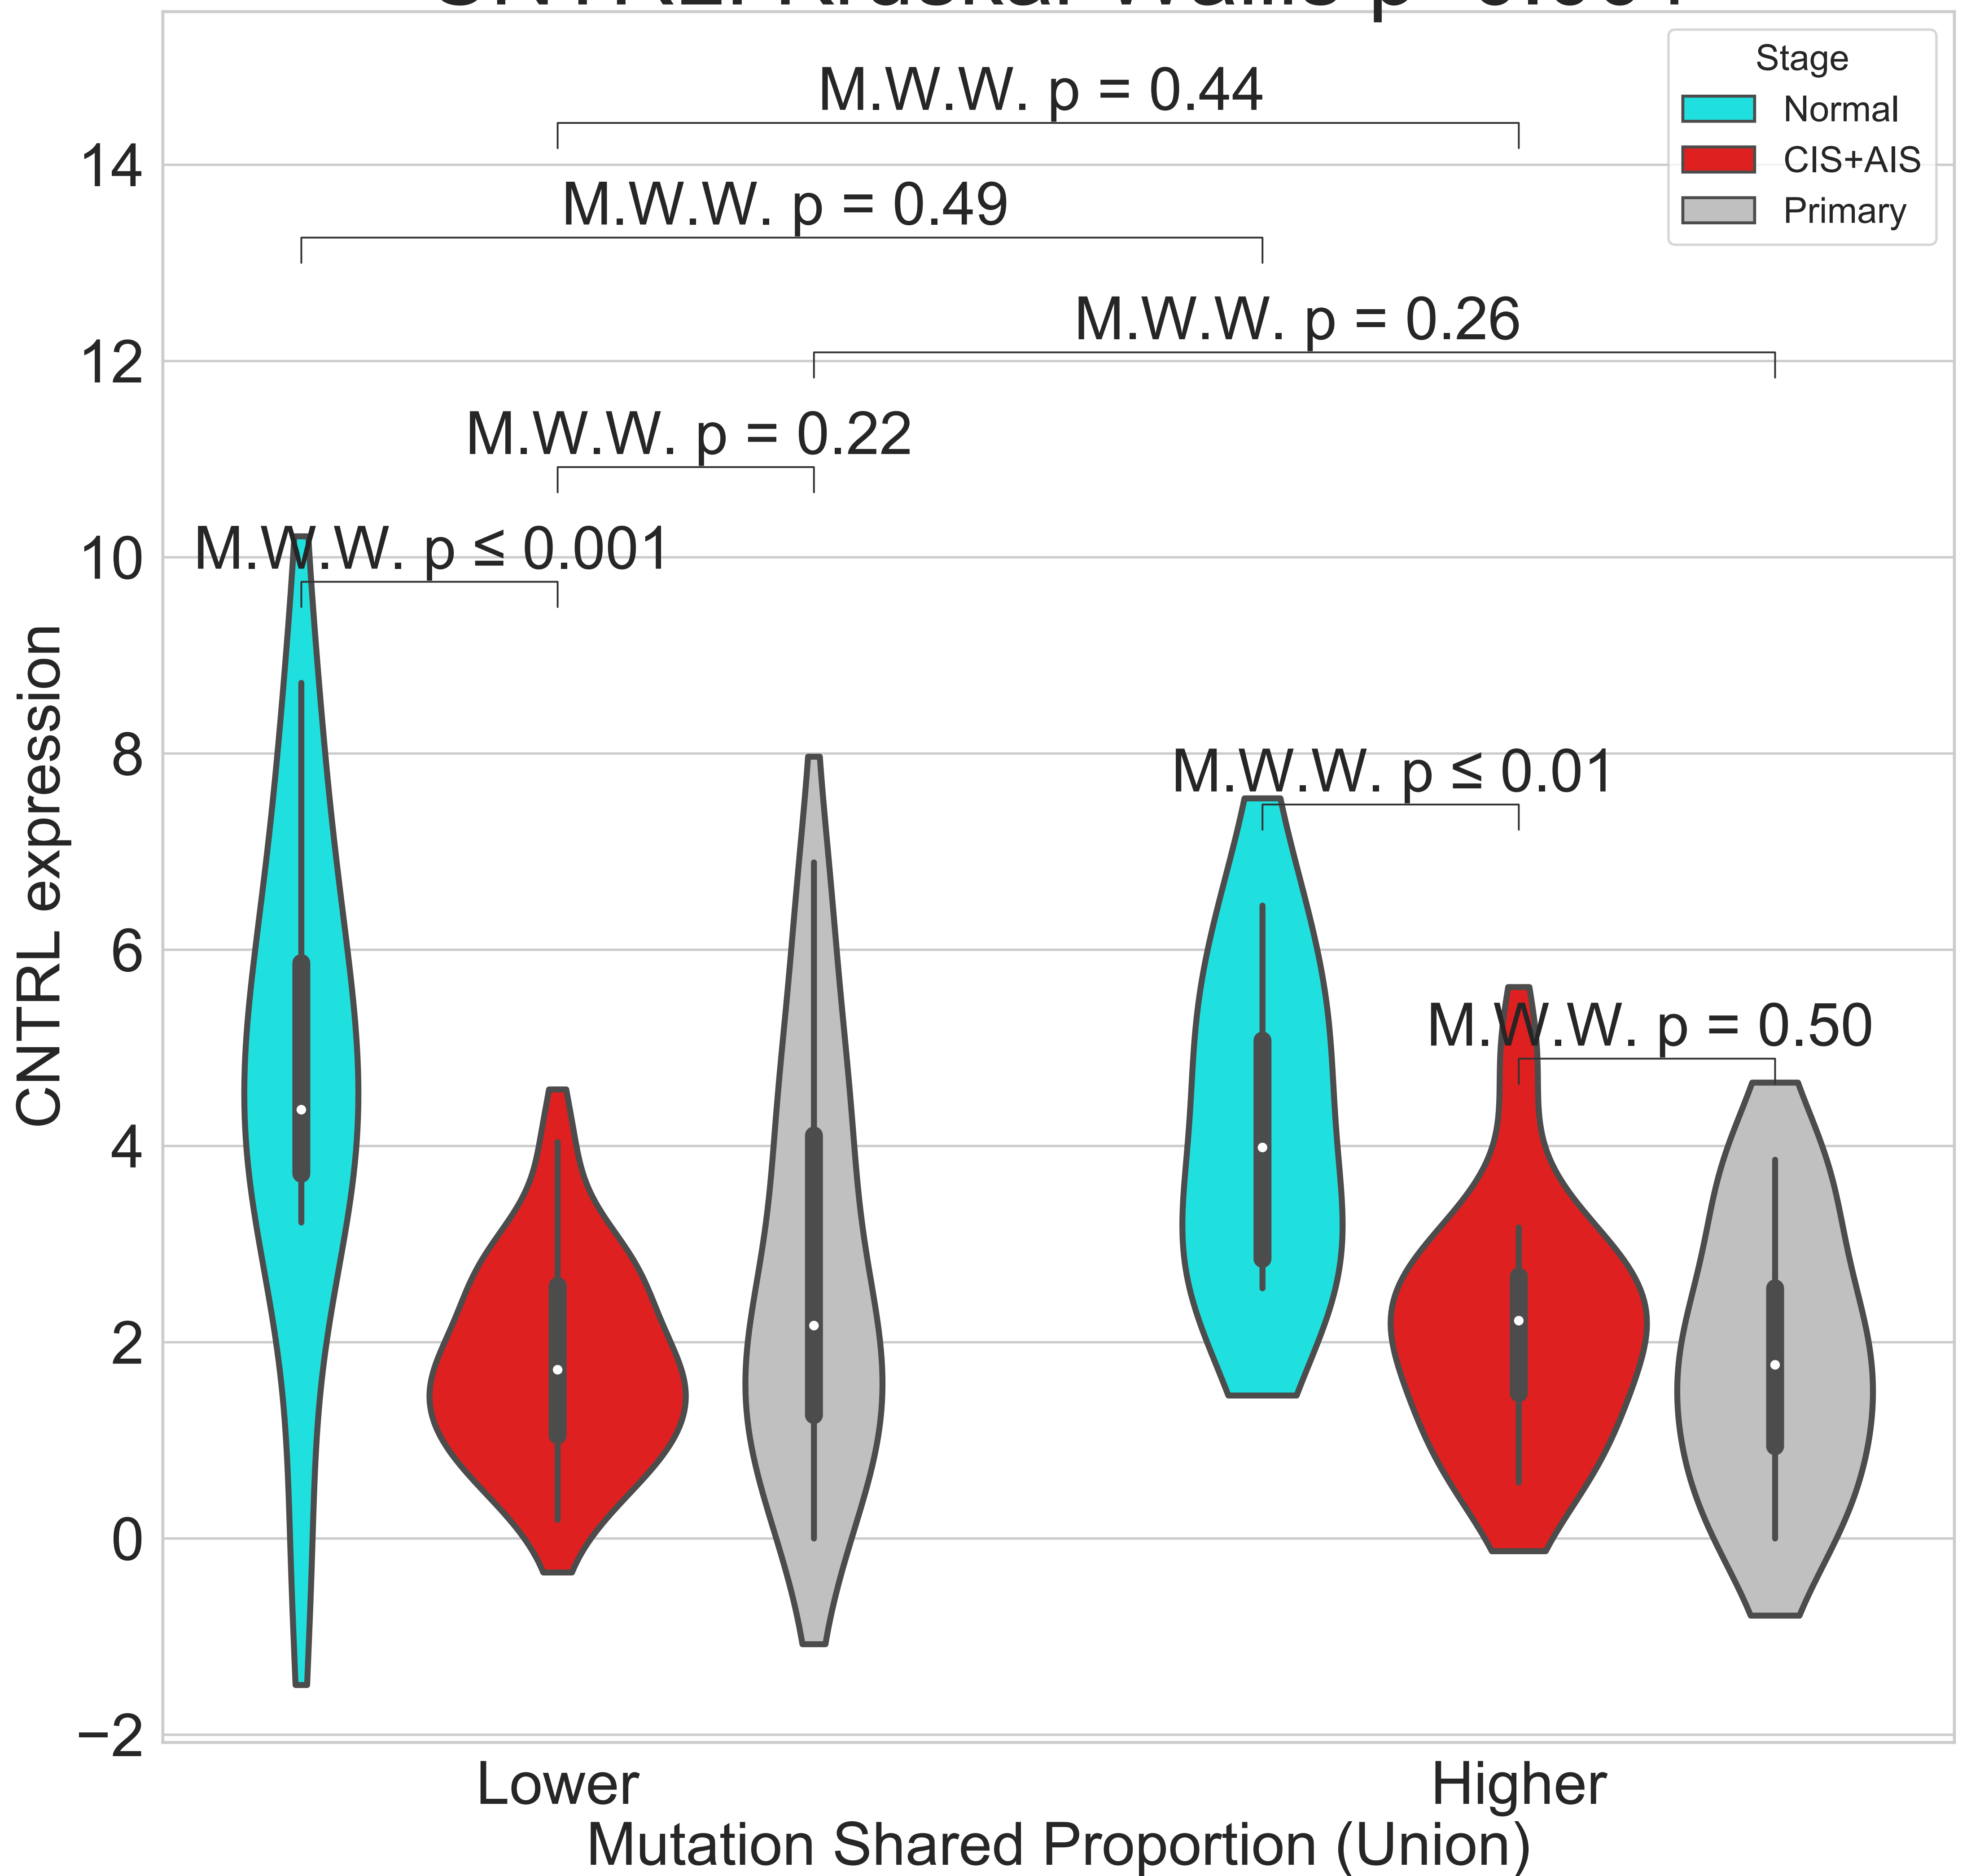 M.W.W. p = 0.44
M.W.W. p = 0.49
M.W.W. p = 0.26
M.W.W. p = 0.22
M.W.W. p ≤ 0.001
M.W.W. p ≤ 0.01
M.W.W. p = 0.50
Stage
Normal
CIS+AIS
Primary
14
12
10
8
6
4
2
0
−2
CNTRL expression
Lower
Higher
Mutation Shared Proportion (Union)